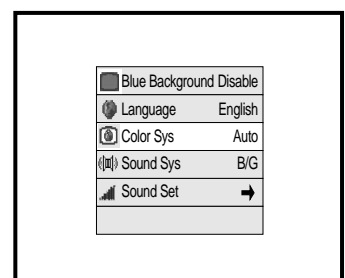 Blue Background Disable
Language English
Color Sys Auto
Sound Sys B/G
Sound Set ➔